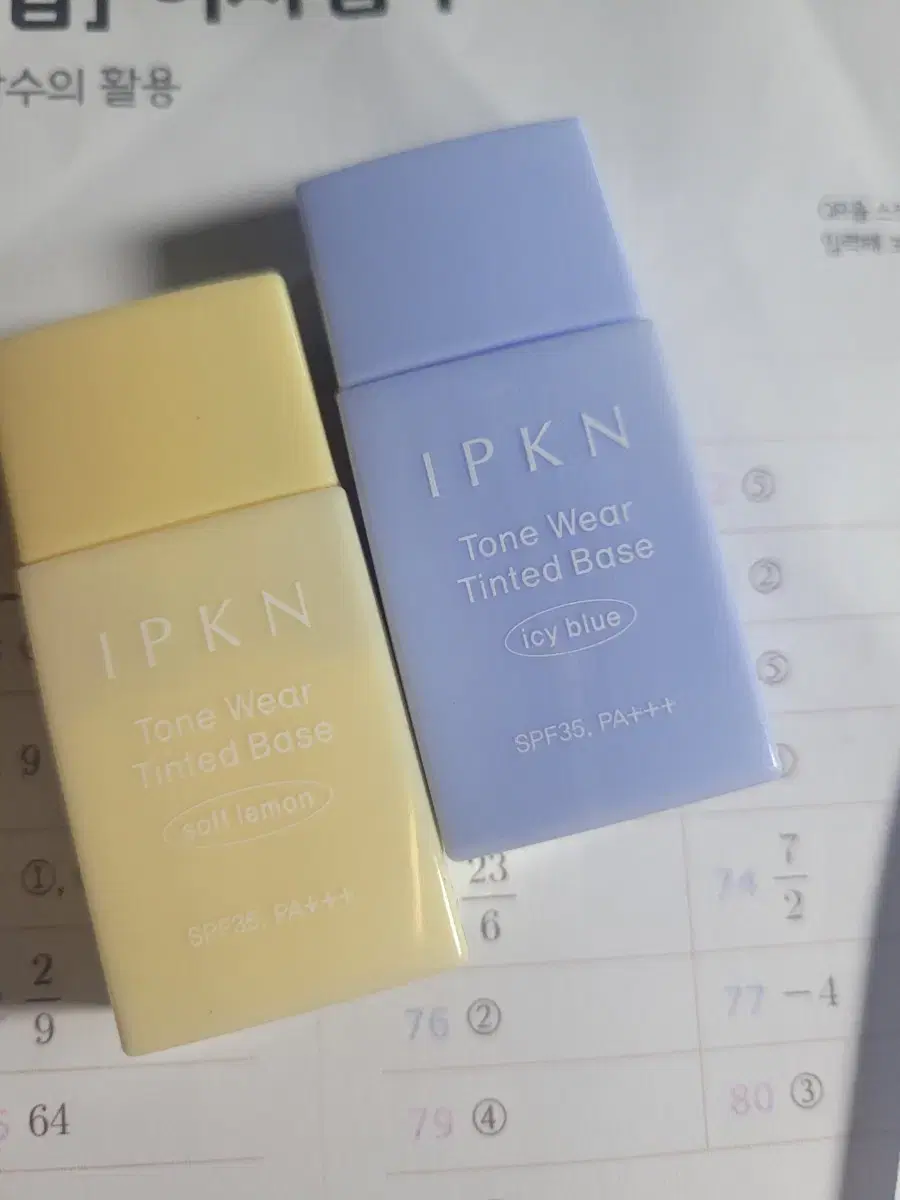 활용
IPKN
Tone Wear
Tinted Base
icy blue
SPF35, PA+++
IPKN
Tone Wear
Tinted Base
soft lemon
SPF35, PA+++
⑤
②
⑤
9
①,
23
6
74 7
2
2
9
76 ②
77 -4
64
79 ④
80 ③